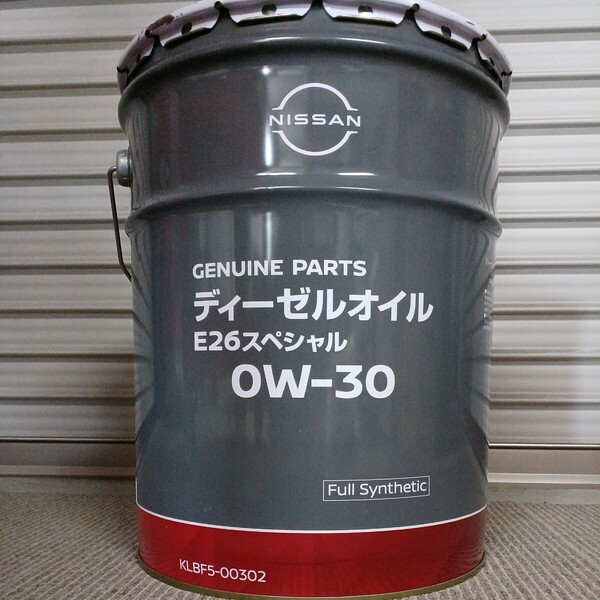 NISSAN
GENUINE PARTS
ディーゼルオイル
E26スペシャル
0W-30
Full Synthetic
KLBF5-00302